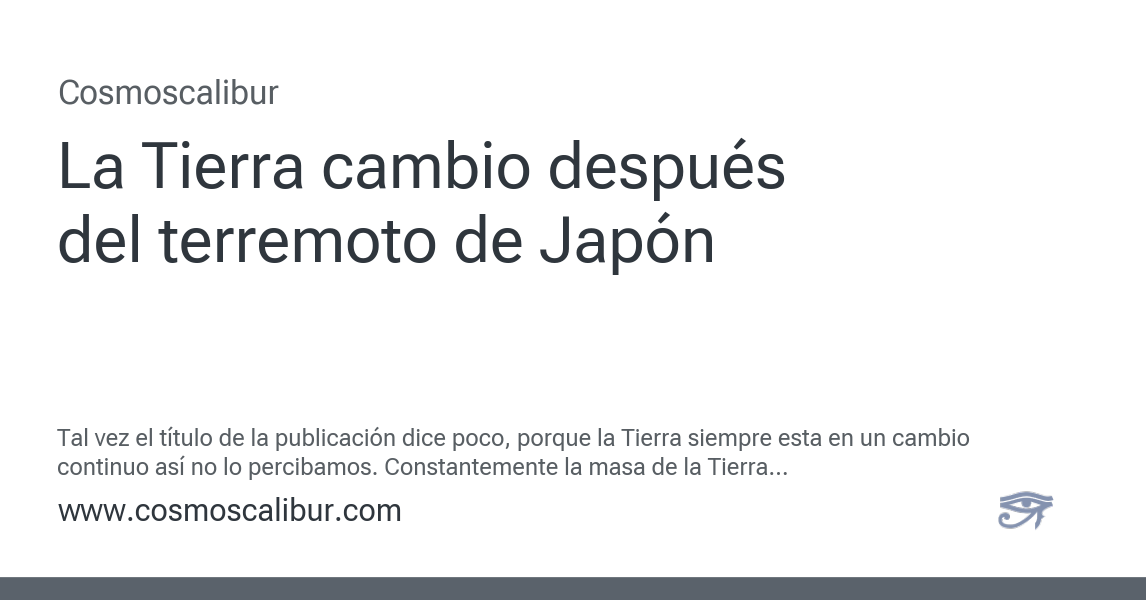 Cosmoscalibur
La Tierra cambio después
del terremoto de Japón
Tal vez el título de la publicación dice poco, porque la Tierra siempre esta en un cambio
continuo así no lo percibamos. Constantemente la masa de la Tierra...
www.cosmoscalibur.com